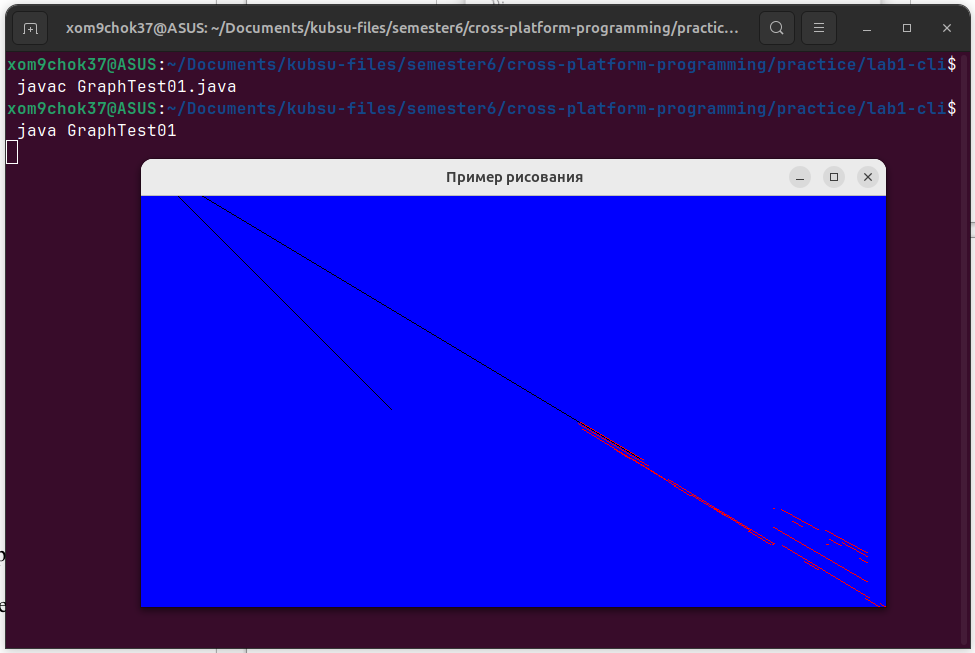 xom9chok37@ASUS: ~/Documents/kubsu-files/semester6/cross-platform-programming/practic...
xom9chok37@ASUS:~/Documents/kubsu-files/semester6/cross-platform-programming/practice/lab1-cli$
javac GraphTest01.java
xom9chok37@ASUS:~/Documents/kubsu-files/semester6/cross-platform-programming/practice/lab1-cli$
java GraphTest01
Пример рисования